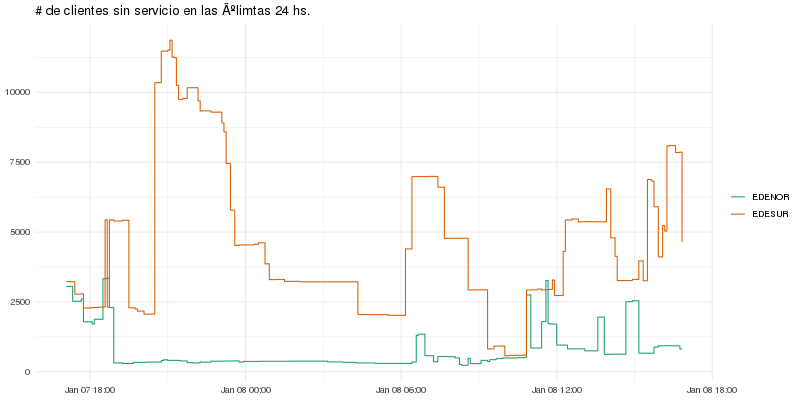 # de clientes sin servicio en las Ãºlimtas 24 hs.
10000
7500
5000
2500
0
EDENOR
EDESUR
Jan 07 18:00
Jan 08 00:00
Jan 08 06:00
Jan 08 12:00
Jan 08 18:00